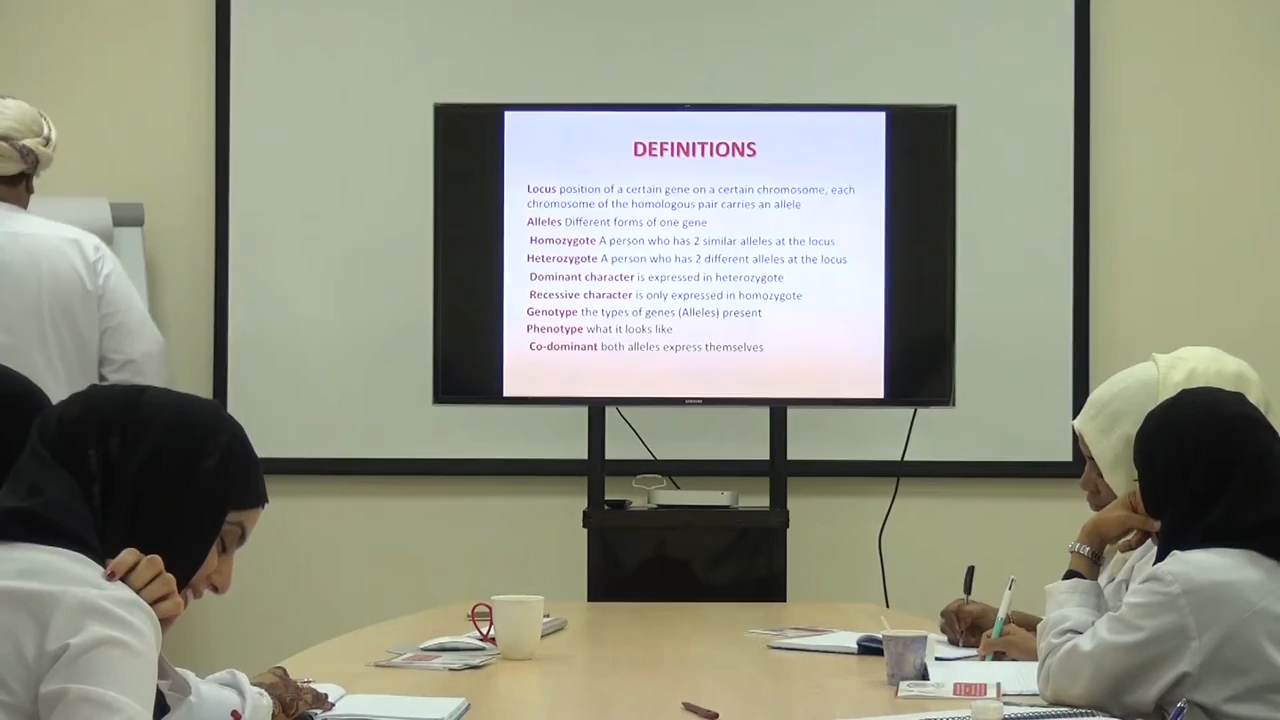 DEFINITIONS
Locus position of a certain gene on a certain chromosome, each
chromosome of the homologous pair carries an allele
Alleles Different forms of one gene
Homozygote A person who has 2 similar alleles at the locus
Heterozygote A person who has 2 different alleles at the locus
Dominant character is expressed in heterozygote
Recessive character is only expressed in homozygote
Genotype the types of genes (Alleles) present
Phenotype what it looks like
Co-dominant both alleles express themselves
SAMSUNG